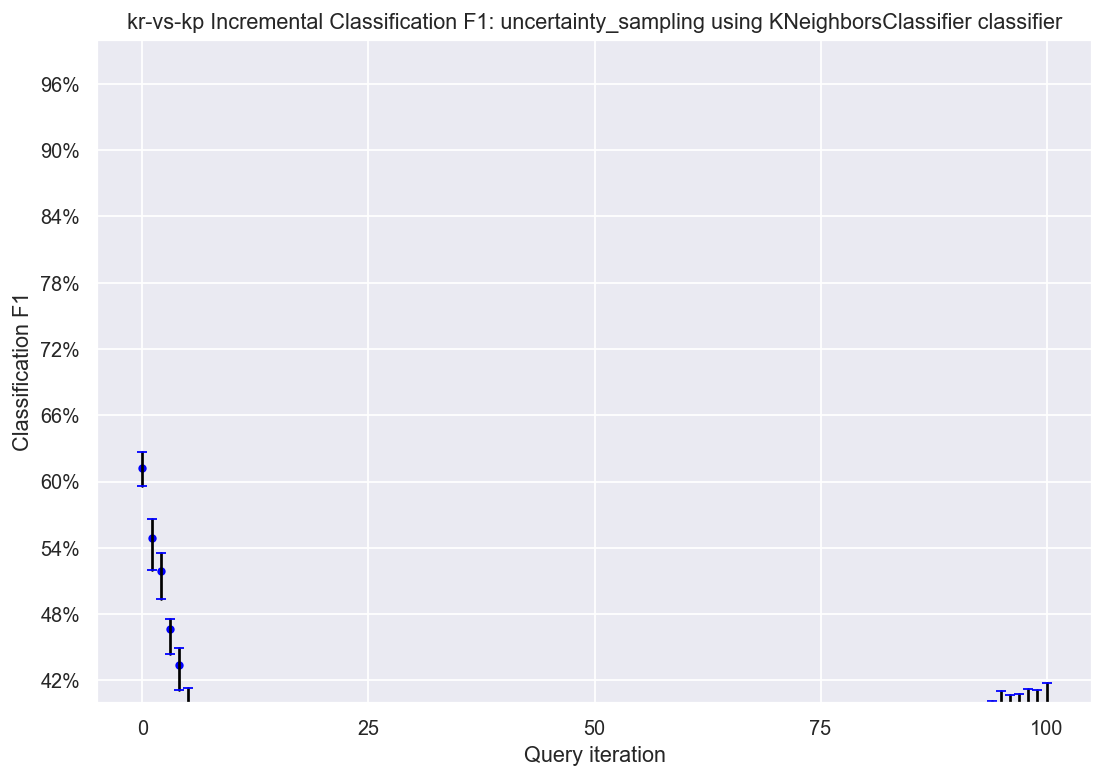 kr-vs-kp Incremental Classification F1: uncertainty_sampling using KNeighborsClassifier classifier
96%
90%
84%
78%
72%
66%
60%
54%
48%
42%
Classification F1
0 25 50 75 100
Query iteration